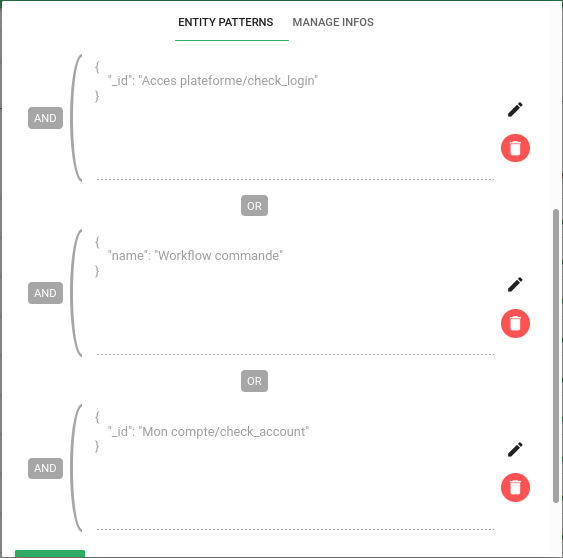 ENTITY PATTERNS MANAGE INFOS
{
"_id": "Acces plateforme/check_login"
}
AND
OR
{
"name": "Workflow commande"
}
AND
OR
{
"_id": "Mon compte/check_account"
}
AND